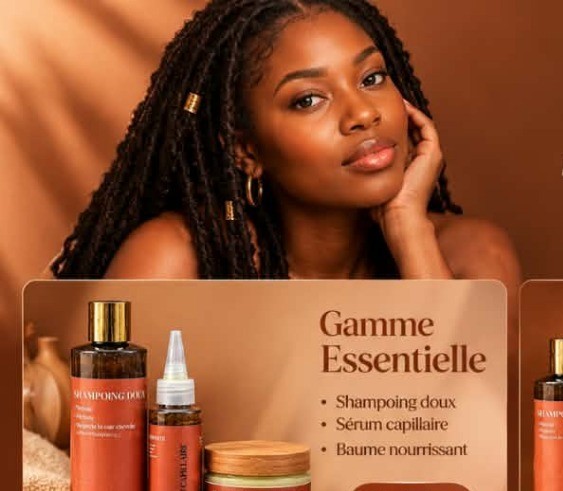 Gamme
Essentielle
• Shampoing doux
• Sérum capillaire
• Baume nourrissant
SHAMPOING DOUX
CAPILLAIRE